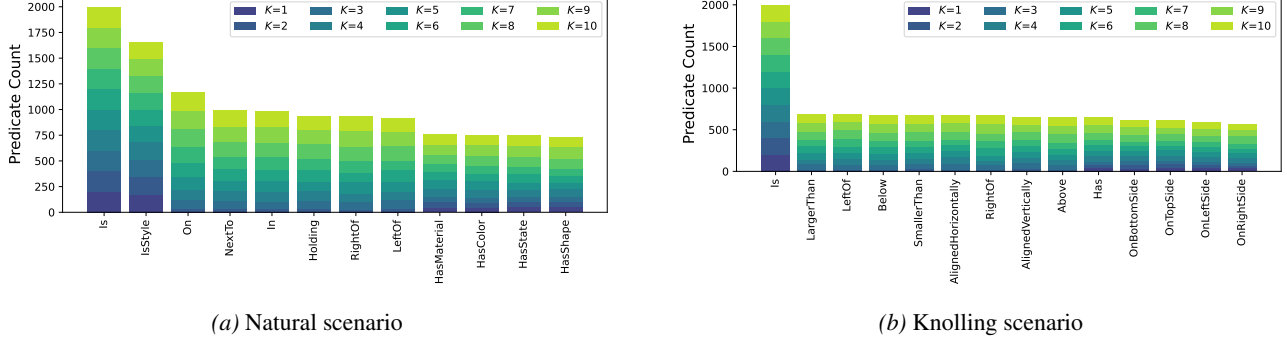 2000
1750
1500
1250
1000
750
500
250
0
Predicate Count
K=1 K=3 K=5 K=7 K=9
K=2 K=4 K=6 K=8 K=10
Is
IsStyle
On
NextTo
In
Holding
RightOf
LeftOf
HasMaterial
HasColor
HasState
HasShape
(a) Natural scenario
2000
1500
1000
500
0
Predicate Count
K=1 K=3 K=5 K=7 K=9
K=2 K=4 K=6 K=8 K=10
Is
LargerThan
LeftOf
Below
SmallerThan
AlignedHorizontally
RightOf
AlignedVertically
Above
Has
OnBottomSide
OnTopSide
OnLeftSide
OnRightSide
(b) Knolling scenario